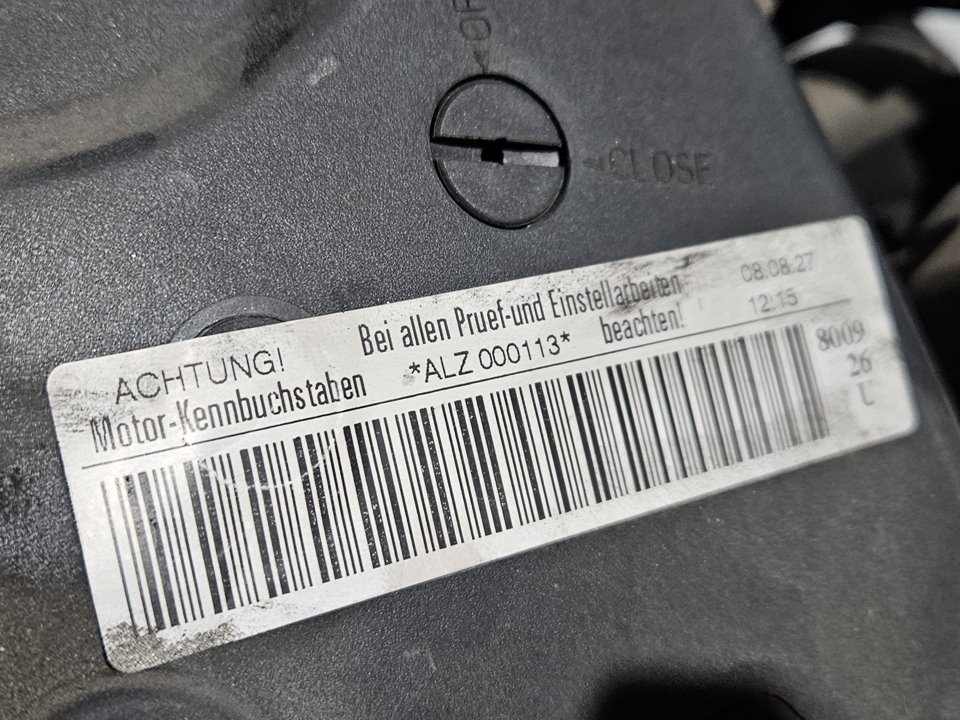 OP
CLOSE
ACHTUNG! Bei allen Pruef-und Einstellarbeiten 08.08.27
Motor-Kennbuchstaben *ALZ 000113* beachten! 12:15
8009
26
U